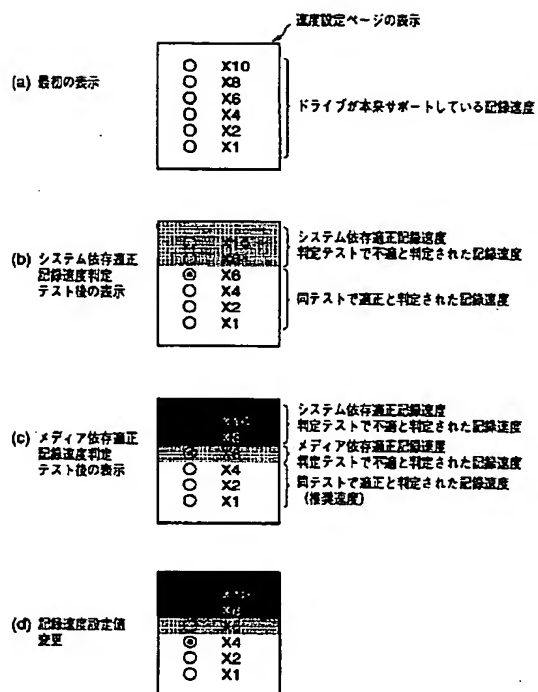 速度設定ページの表示
(a) 最初の表示
X10
X8
X6
X4
X2
X1
ドライブが本来サポートしている記録速度
(b) システム依存適正
記録速度判定
テスト後の表示
X10
X8
X6
X4
X2
X1
システム依存適正記録速度
判定テストで不適と判定された記録速度
同テストで適正と判定された記録速度
(c) メディア依存適正
記録速度判定
テスト後の表示
X10
X8
X6
X4
X2
X1
システム依存適正記録速度
判定テストで不適と判定された記録速度
メディア依存適正記録速度
判定テストで不適と判定された記録速度
同テストで適正と判定された記録速度
(推奨速度)
(d) 記録速度設定値
変更
X10
X8
X6
X4
X2
X1